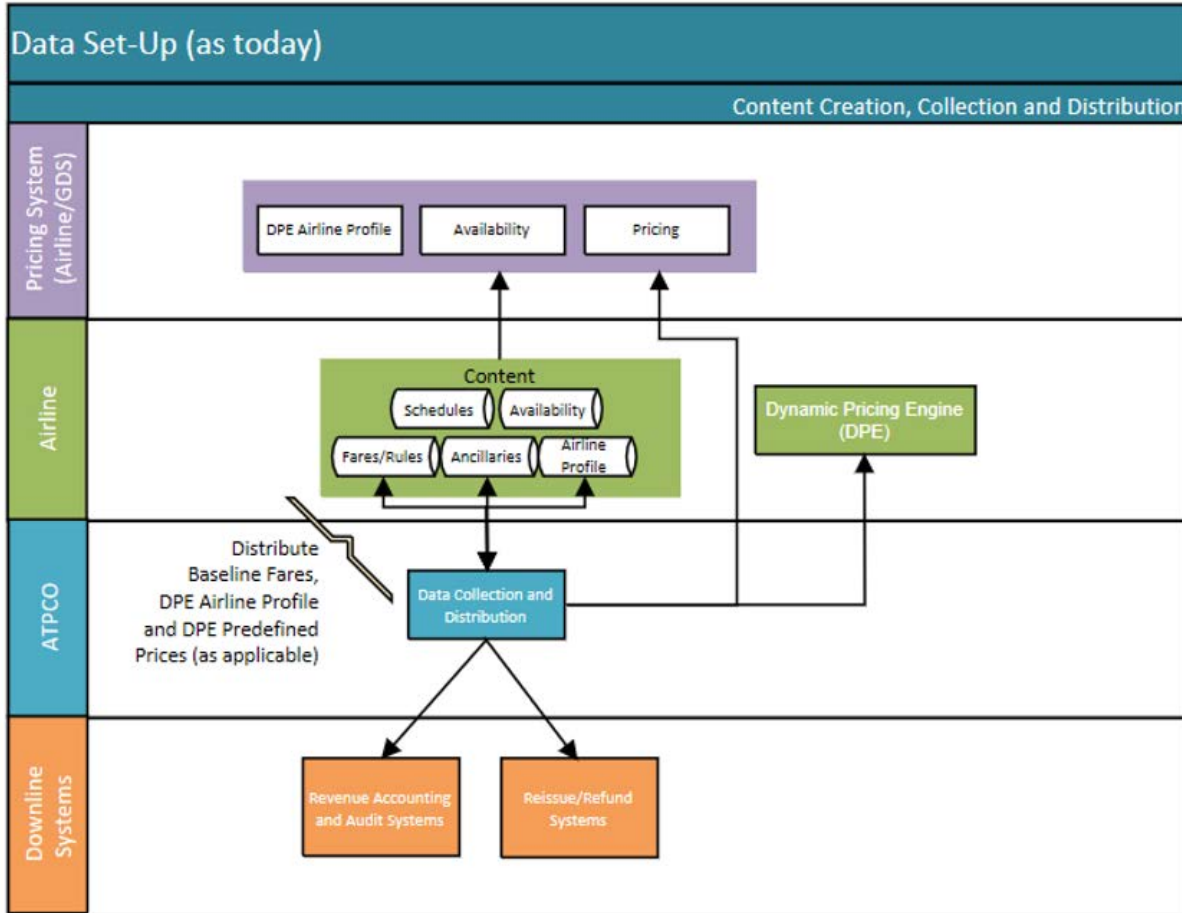 Data Set-Up (as today)
Content Creation, Collection and Distribution
Pricing System
(Airline/GDS)
DPE Airline Profile
Availability
Pricing
Airline
Content
Schedules
Availability
Fares/Rules
Ancillaries
Airline
Profile
Dynamic Pricing Engine
(DPE)
ATPCO
Distribute
Baseline Fares,
DPE Airline Profile
and DPE Predefined
Prices (as applicable)
Data Collection and
Distribution
Downline
Systems
Revenue Accounting
and Audit Systems
Reissue/Refund
Systems